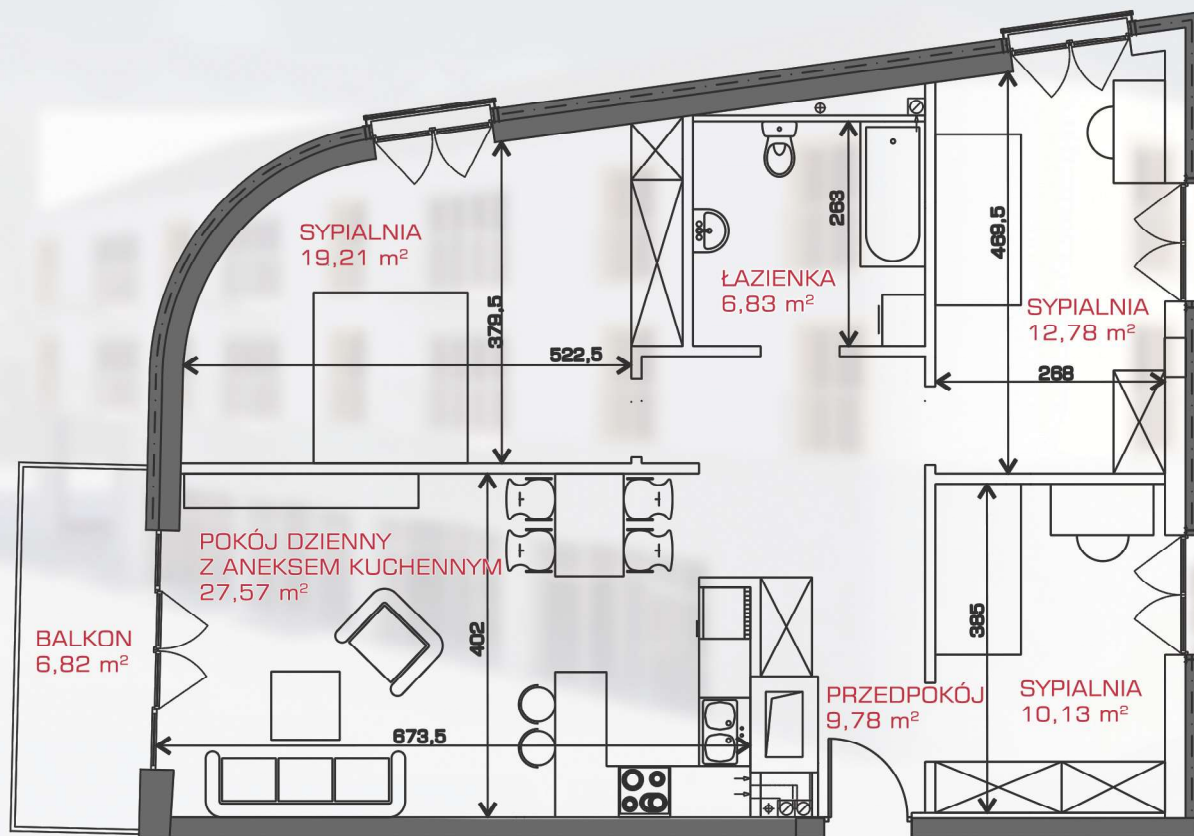 SYPIALNIA
19,21 m²
379,5
522,5
ŁAZIENKA
6,83 m²
263
469,5
SYPIALNIA
12,78 m²
268
POKÓJ DZIENNY
Z ANEKSEM KUCHENNYM
27,57 m²
402
673,5
BALKON
6,82 m²
PRZEDPOKÓJ
9,78 m²
385
SYPIALNIA
10,13 m²